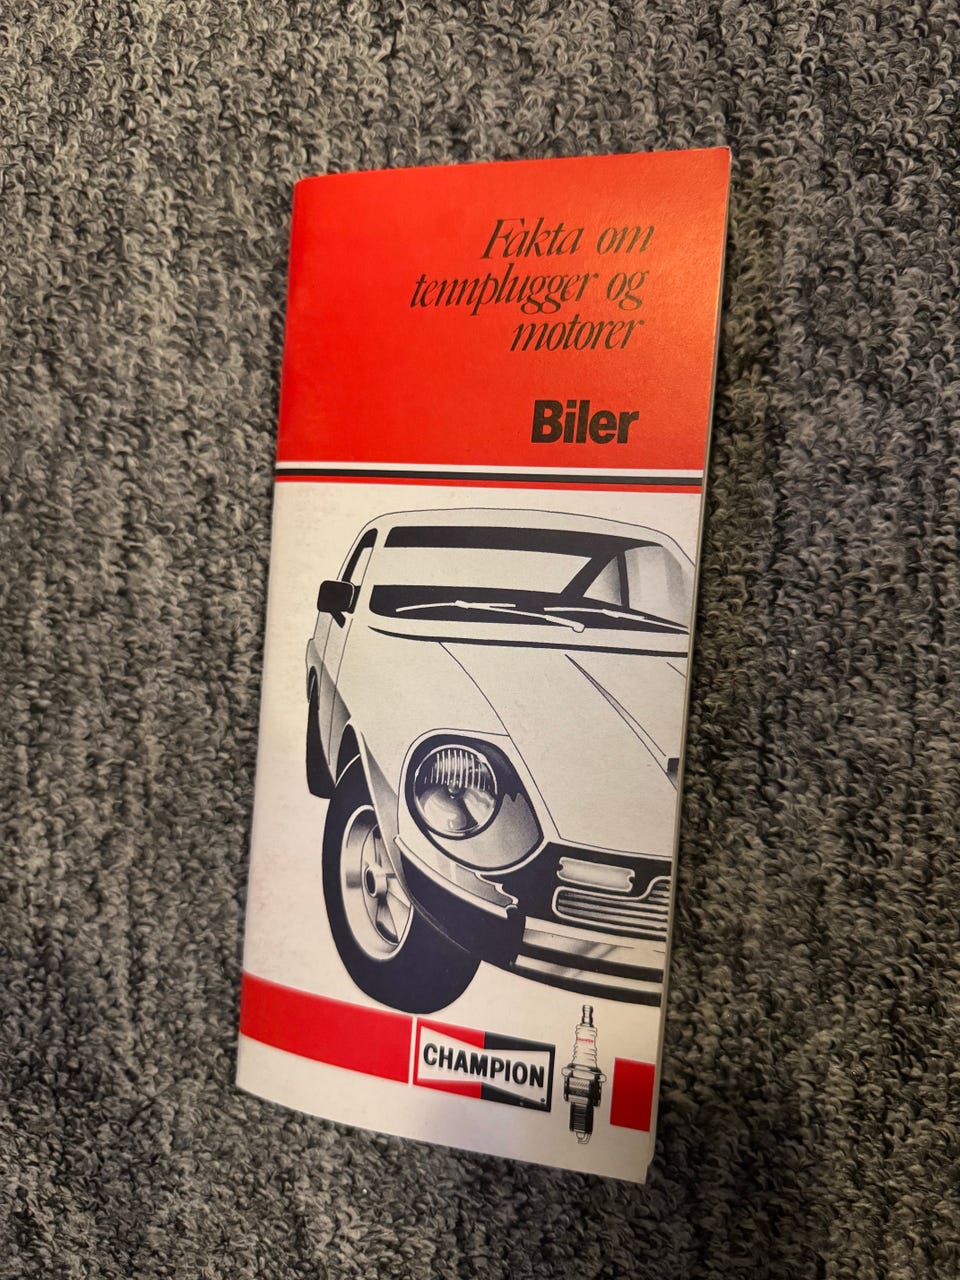 Fakta om
tennplugger og
motorer
Biler
CHAMPION